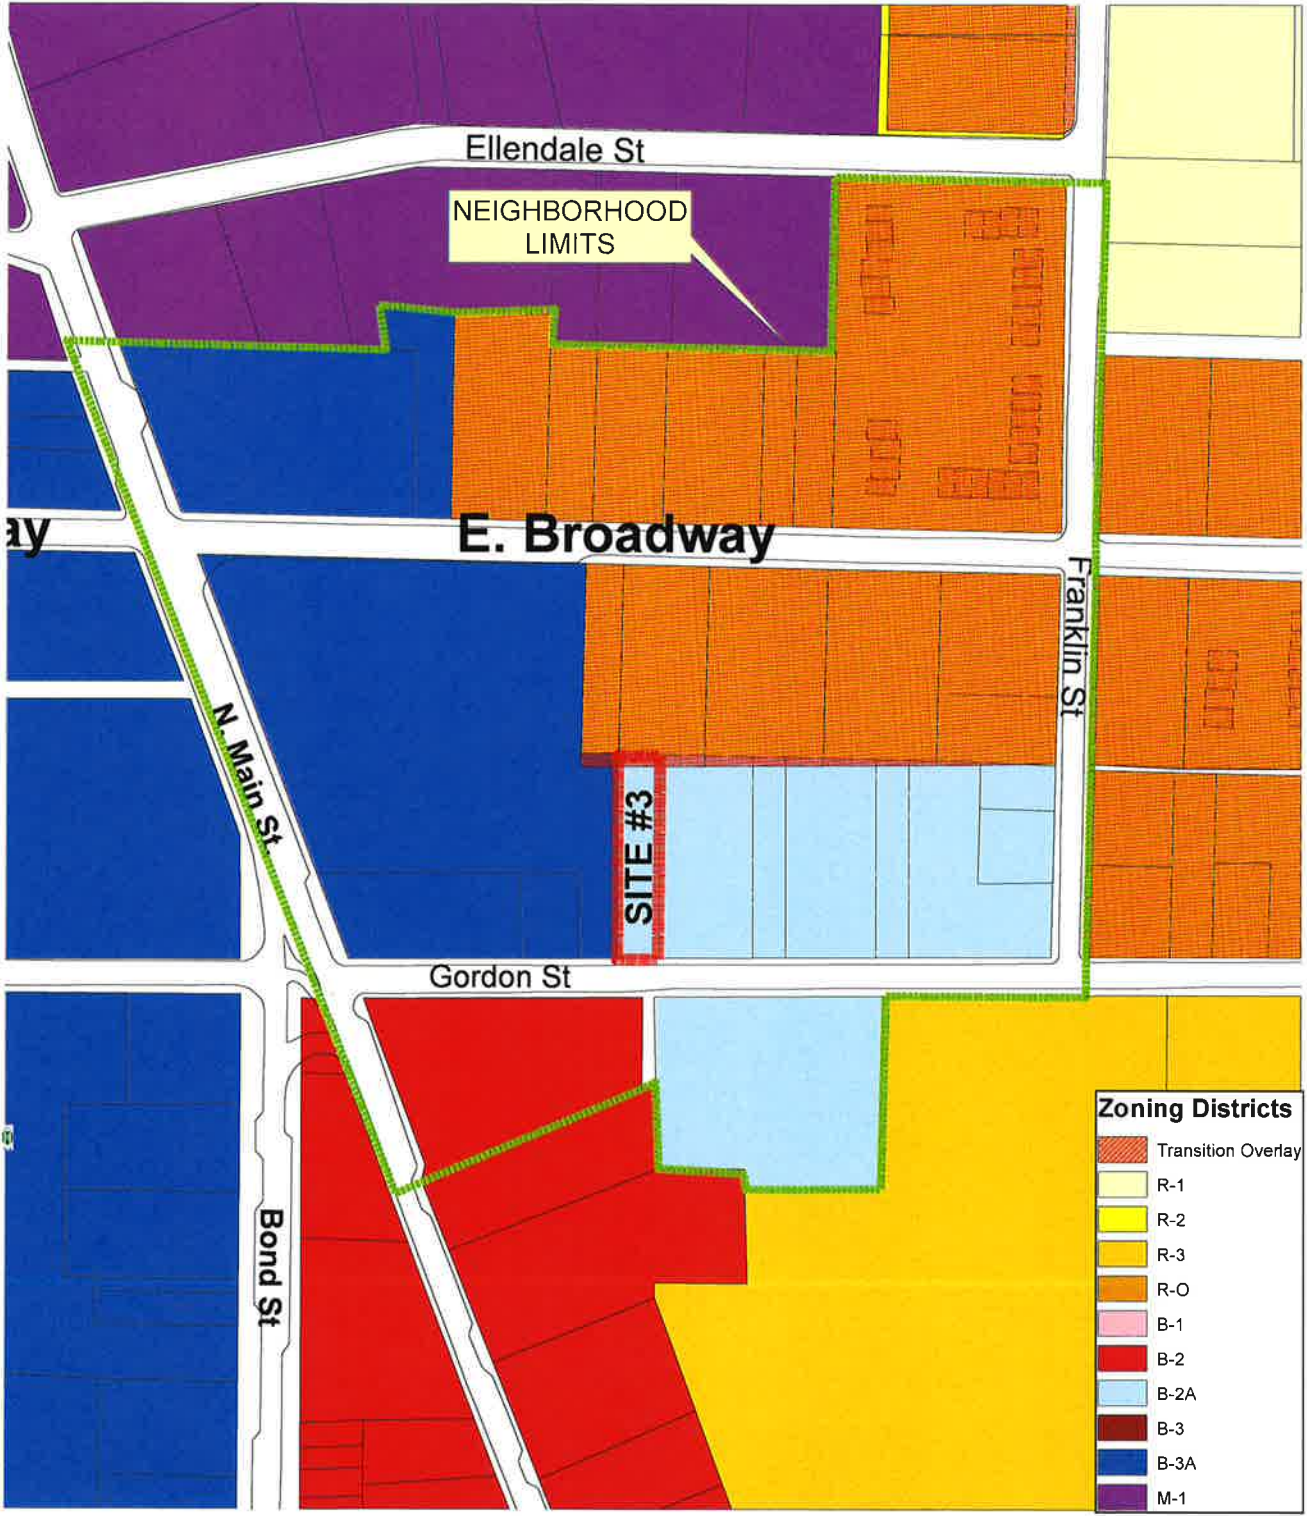 Ellendale St
NEIGHBORHOOD
LIMITS
ay
E. Broadway
Franklin St
N. Main St
SITE #3
Gordon St
Bond St
Zoning Districts
Transition Overlay
R-1
R-2
R-3
R-O
B-1
B-2
B-2A
B-3
B-3A
M-1